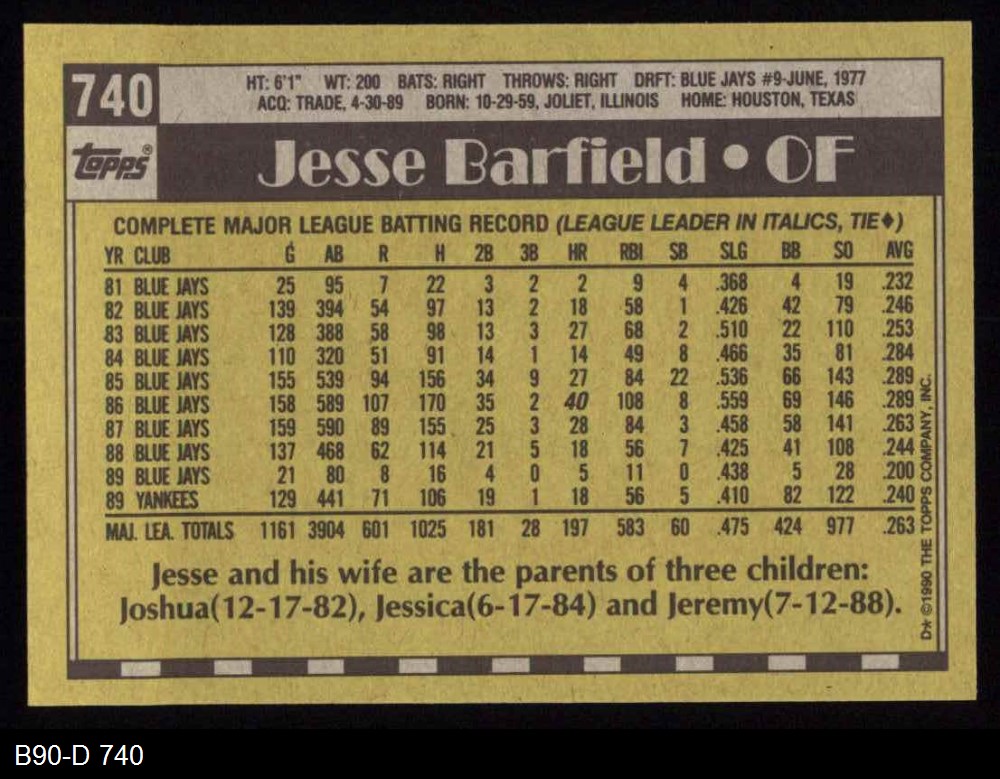 740
HT: 6'1" WT: 200 BATS: RIGHT THROWS: RIGHT DRFT: BLUE JAYS #9-JUNE, 1977
ACQ: TRADE, 4-30-89 BORN: 10-29-59, JOLIET, ILLINOIS HOME: HOUSTON, TEXAS
topps®
Jesse Barfield • OF
COMPLETE MAJOR LEAGUE BATTING RECORD (LEAGUE LEADER IN ITALICS, TIE♦)
YR CLUB G AB R H 2B 3B HR RBI SB SLG BB SO AVG
81 BLUE JAYS 25 95 7 22 3 2 2 9 4 .368 4 19 .232
82 BLUE JAYS 139 394 54 97 13 2 18 58 1 .426 42 79 .246
83 BLUE JAYS 128 388 58 98 13 3 27 68 2 .510 22 110 .253
84 BLUE JAYS 110 320 51 91 14 1 14 49 8 .466 35 81 .284
85 BLUE JAYS 155 539 94 156 34 9 27 84 22 .536 66 143 .289
86 BLUE JAYS 158 589 107 170 35 2 40 108 8 .559 69 146 .289
87 BLUE JAYS 159 590 89 155 25 3 28 84 3 .458 58 141 .263
88 BLUE JAYS 137 468 62 114 21 5 18 56 7 .425 41 108 .244
89 BLUE JAYS 21 80 8 16 4 0 5 11 0 .438 5 28 .200
89 YANKEES 129 441 71 106 19 1 18 56 5 .410 82 122 .240
MAJ. LEA. TOTALS 1161 3904 601 1025 181 28 197 583 60 .475 424 977 .263
Jesse and his wife are the parents of three children:
Joshua(12-17-82), Jessica(6-17-84) and Jeremy(7-12-88).
D* ©1990 THE TOPPS COMPANY, INC.
B90-D 740